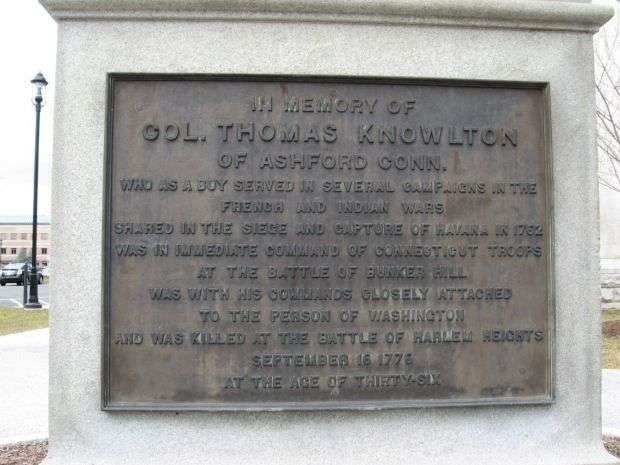 IN MEMORY OF
COL. THOMAS KNOWLTON
OF ASHFORD CONN.
WHO AS A BOY SERVED IN SEVERAL CAMPAIGNS IN THE
FRENCH AND INDIAN WARS
SHARED IN THE SIEGE AND CAPTURE OF HAVANA IN 1762
WAS IN IMMEDIATE COMMAND OF CONNECTICUT TROOPS
AT THE BATTLE OF BUNKER HILL
WAS WITH HIS COMMANDS CLOSELY ATTACHED
TO THE PERSON OF WASHINGTON
AND WAS KILLED AT THE BATTLE OF HARLEM HEIGHTS
SEPTEMBER 16 1776
AT THE AGE OF THIRTY-SIX